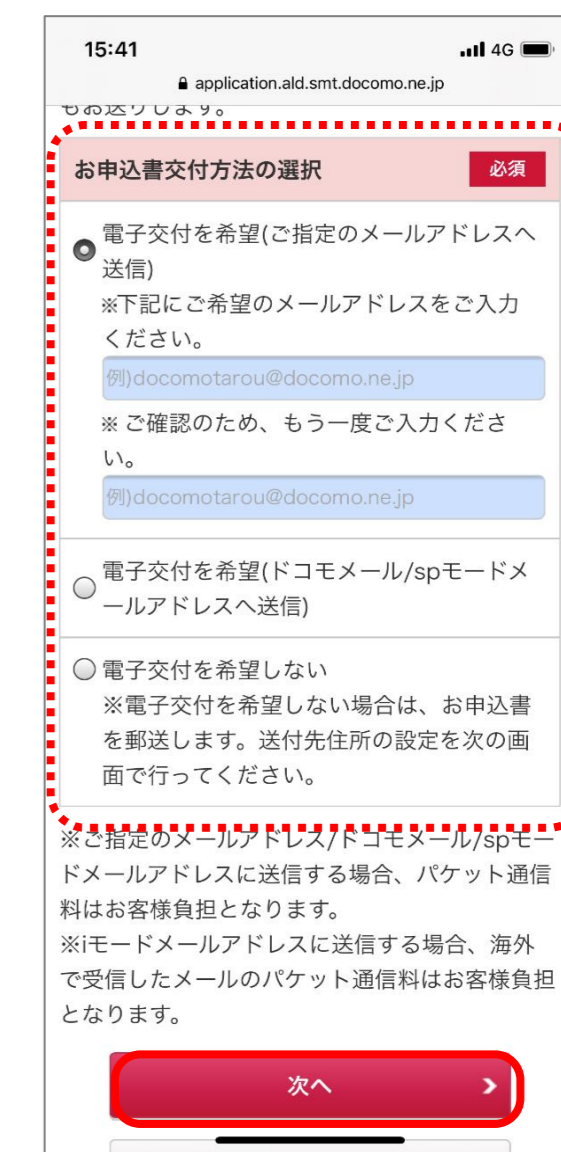 15:41
4G
application.ald.smt.docomo.ne.jp
もお送りします。
お申込書交付方法の選択
必須
電子交付を希望(ご指定のメールアドレスへ
送信)
※下記にご希望のメールアドレスをご入力
ください。
例)docomotarou@docomo.ne.jp
※ ご確認のため、もう一度ご入力くださ
い。
例)docomotarou@docomo.ne.jp
電子交付を希望(ドコモメール/spモードメ
ールアドレスへ送信)
電子交付を希望しない
※電子交付を希望しない場合は、お申込書
を郵送します。送付先住所の設定を次の画
面で行ってください。
※ご指定のメールアドレス/ドコモメール/spモー
ドメールアドレスに送信する場合、パケット通信
料はお客様負担となります。
※iモードメールアドレスに送信する場合、海外
で受信したメールのパケット通信料はお客様負担
となります。
次へ